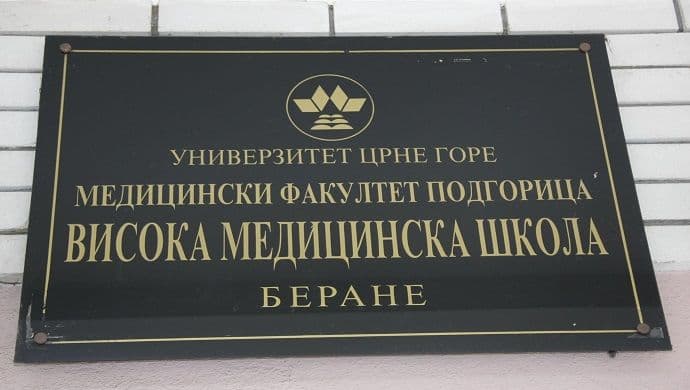 УНИВЕРЗИТЕТ ЦРНЕ ГОРЕ
МЕДИЦИНСКИ ФАКУЛТЕТ ПОДГОРИЦА
ВИСОКА МЕДИЦИНСКА ШКОЛА
БЕРАНЕ